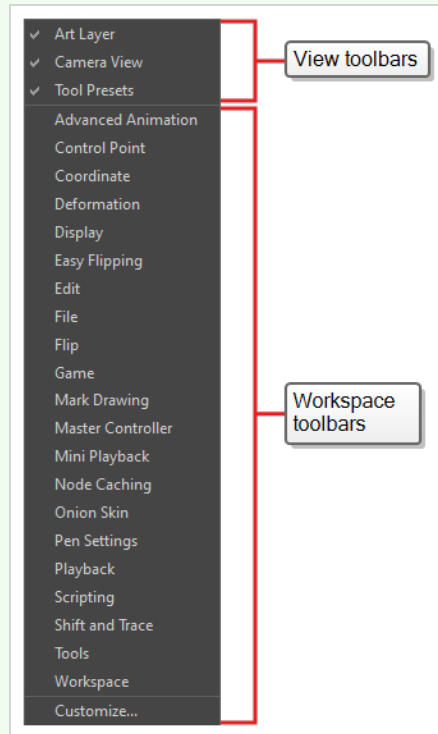 Art Layer
Camera View
Tool Presets
Advanced Animation
Control Point
Coordinate
Deformation
Display
Easy Flipping
Edit
File
Flip
Game
Mark Drawing
Master Controller
Mini Playback
Node Caching
Onion Skin
Pen Settings
Playback
Scripting
Shift and Trace
Tools
Workspace
Customize...
View toolbars
Workspace
toolbars